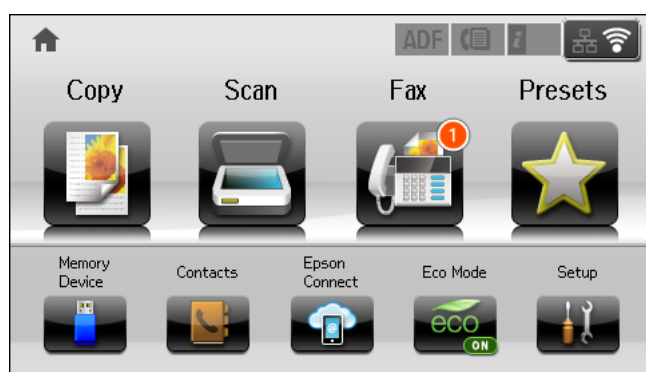 ADF i
Copy Scan Fax Presets
1
Memory Device Contacts Epson Connect Eco Mode Setup
@
eco
ON